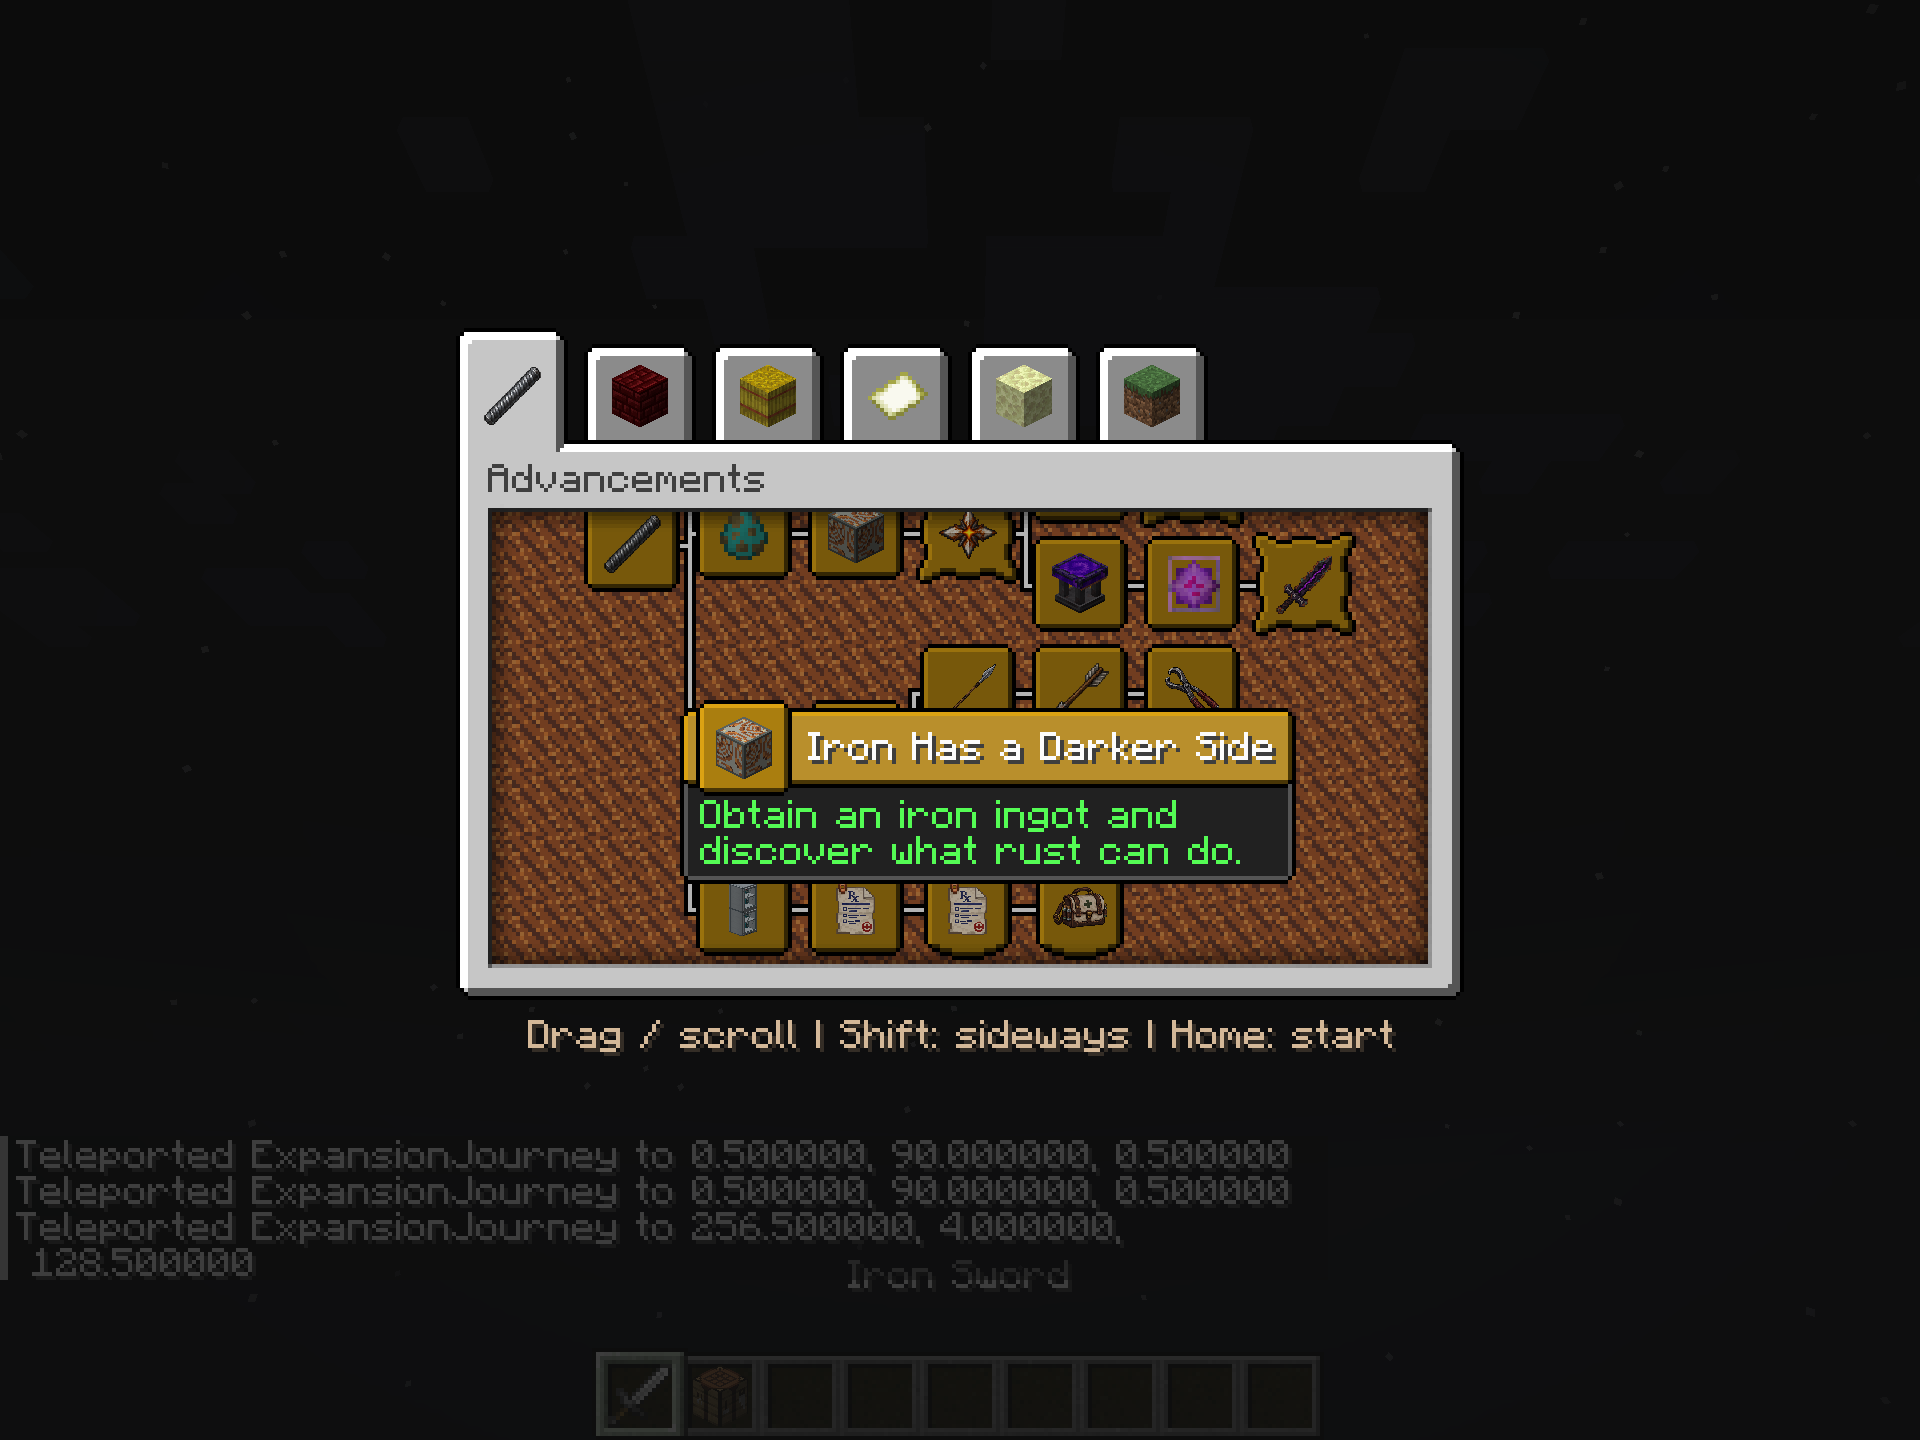 Advancements
Iron Has a Darker Side
Obtain an iron ingot and
discover what rust can do.
Drag / scroll | Shift: sideways | Home: start
Teleported ExpansionJourney to 0.500000, 90.000000, 0.500000
Teleported ExpansionJourney to 0.500000, 90.000000, 0.500000
Teleported ExpansionJourney to 256.500000, 4.000000,
128.500000
Iron Sword